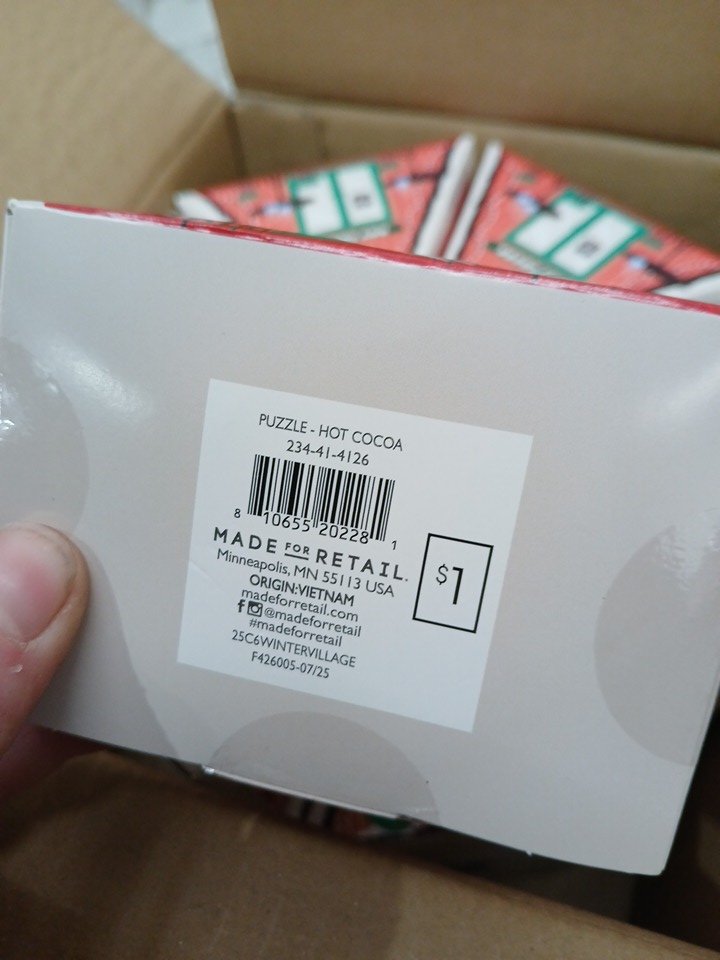 PUZZLE - HOT COCOA
234-41-4126
8 10655 20228 1
MADE FOR RETAIL.
Minneapolis, MN 55113 USA
ORIGIN:VIETNAM
madeforretail.com
@madeforretail
#madeforretail
25C6WINTERVILLAGE
F426005-07/25
$1